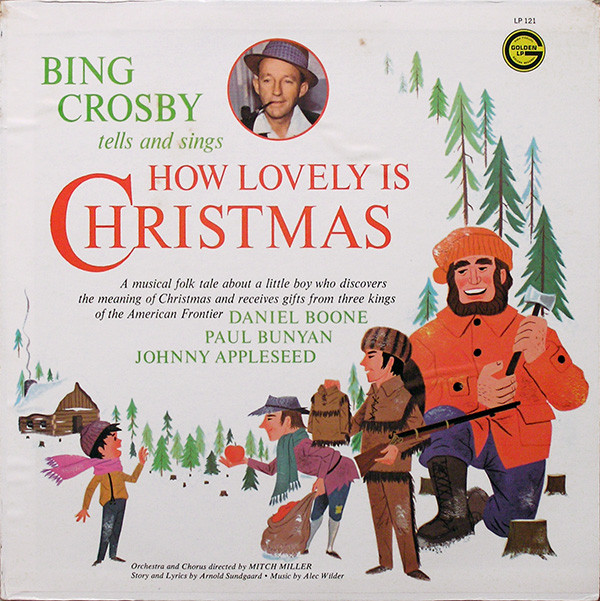 LP 121
GOLDEN
LP
BING
CROSBY
tells and sings
HOW LOVELY IS
CHRISTMAS
A musical folk tale about a little boy who discovers
the meaning of Christmas and receives gifts from three kings
of the American Frontier DANIEL BOONE
PAUL BUNYAN
JOHNNY APPLESEED
Orchestra and Chorus directed by MITCH MILLER
Story and Lyrics by Arnold Sundgaard • Music by Alec Wilder